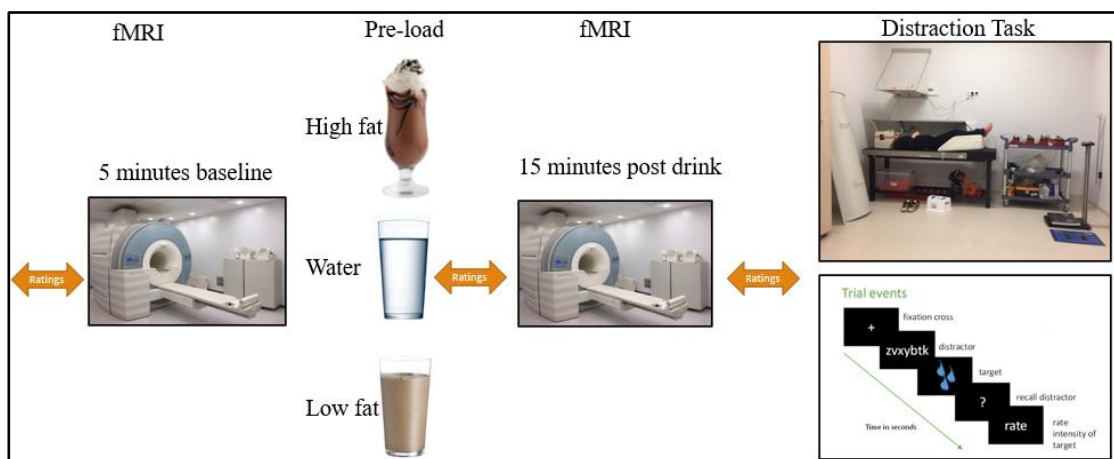 fMRI
Pre-load
fMRI
Distraction Task
High fat
5 minutes baseline
15 minutes post drink
Ratings
Water
Ratings
Ratings
Low fat
Trial events
+
fixation cross
zvxybtk
distractor
target
?
recall distractor
rate
rate
intensity of
target
Time in seconds